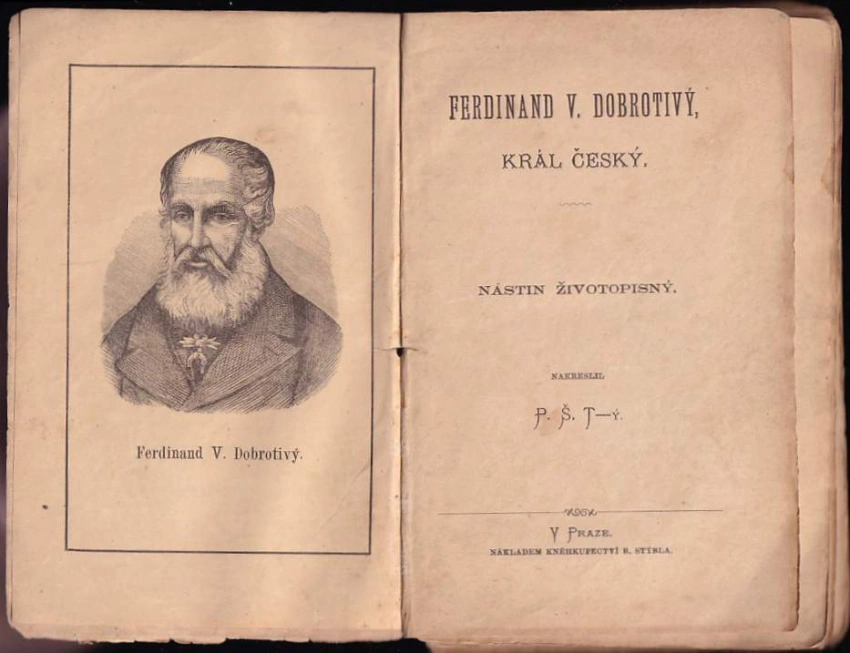 Ferdinand V. Dobrotivý.
FERDINAND V. DOBROTIVÝ,
KRÁL ČESKÝ.
NÁSTIN ŽIVOTOPISNÝ.
NAKRESLIL
P. Š. T—Ý.
V PRAZE.
NÁKLADEM KNĚHKUPECTVÍ B. STÝBLA.